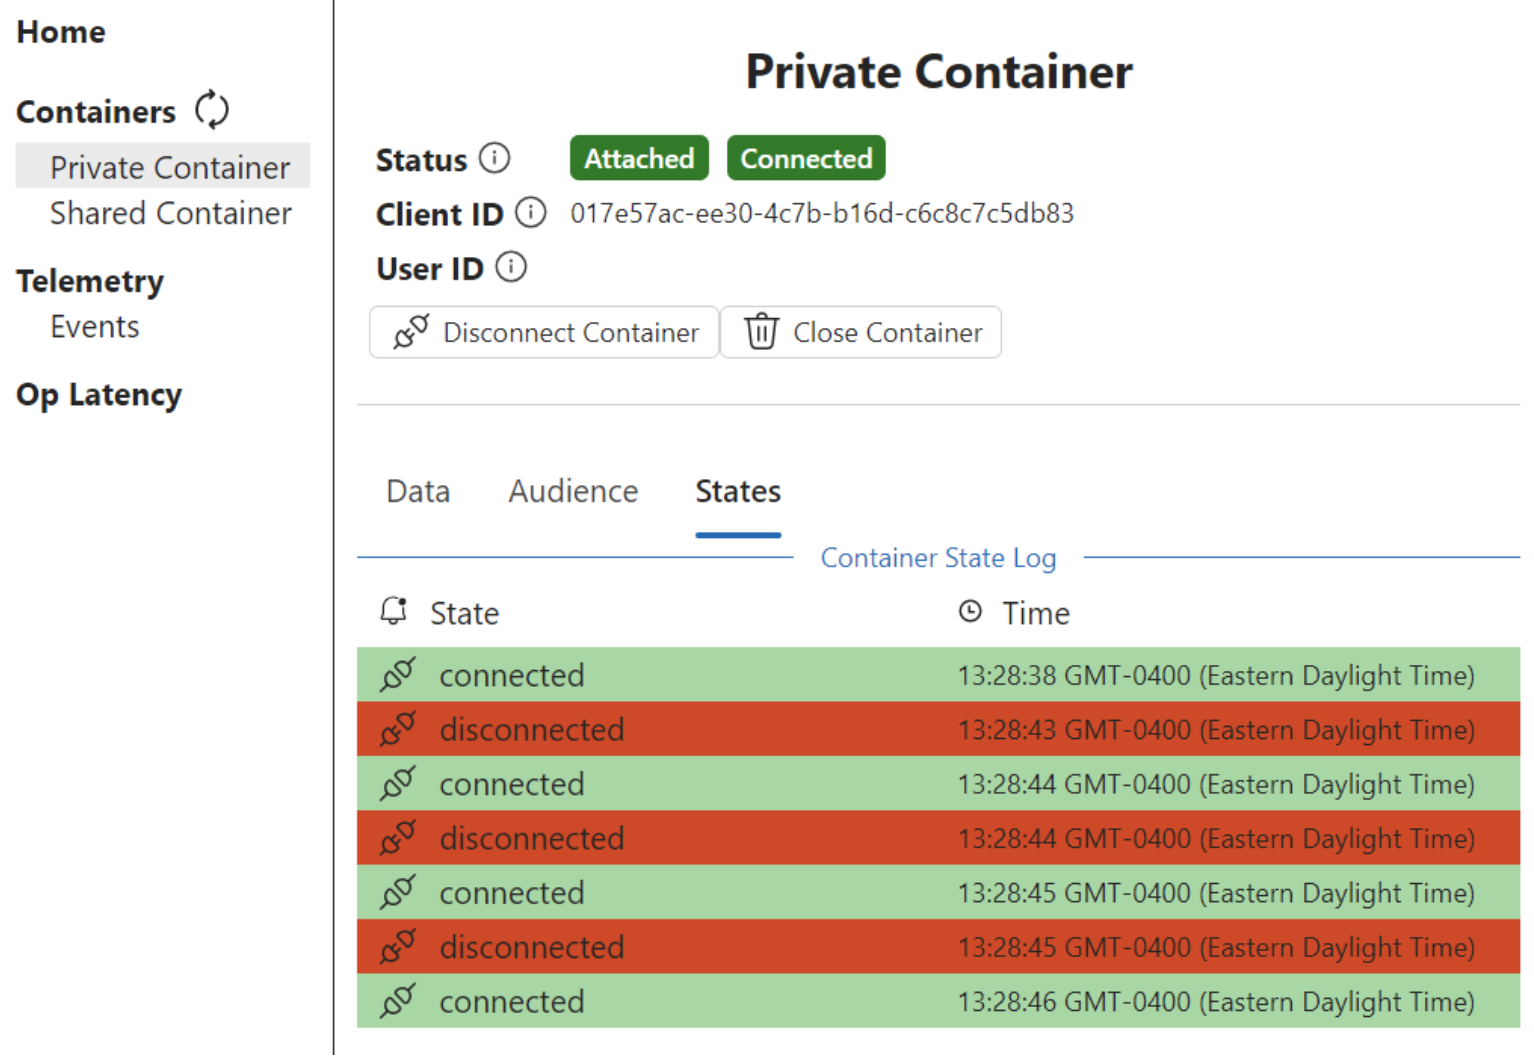 Home
Containers
Private Container
Shared Container
Telemetry
Events
Op Latency
Private Container
Status Attached Connected
Client ID 017e57ac-ee30-4c7b-b16d-c6c8c7c5db83
User ID
Disconnect Container Close Container
Data Audience States
Container State Log
State Time
connected 13:28:38 GMT-0400 (Eastern Daylight Time)
disconnected 13:28:43 GMT-0400 (Eastern Daylight Time)
connected 13:28:44 GMT-0400 (Eastern Daylight Time)
disconnected 13:28:44 GMT-0400 (Eastern Daylight Time)
connected 13:28:45 GMT-0400 (Eastern Daylight Time)
disconnected 13:28:45 GMT-0400 (Eastern Daylight Time)
connected 13:28:46 GMT-0400 (Eastern Daylight Time)